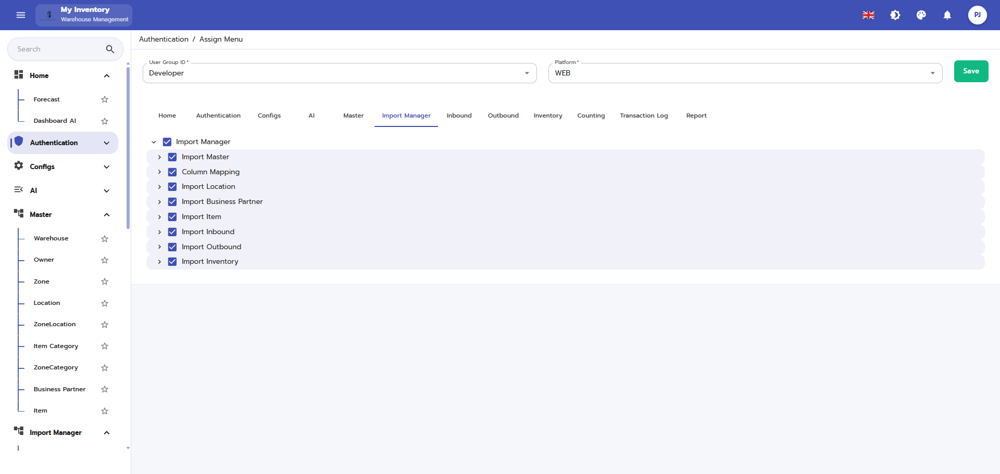 My Inventory
Warehouse Management
PJ
Search
Home
Forecast
Dashboard AI
Authentication
Configs
AI
Master
Warehouse
Owner
Zone
Location
ZoneLocation
Item Category
ZoneCategory
Business Partner
Item
Import Manager
Authentication / Assign Menu
User Group ID *
Developer
Platform *
WEB
Save
Home Authentication Configs AI Master Import Manager Inbound Outbound Inventory Counting Transaction Log Report
Import Manager
Import Master
Column Mapping
Import Location
Import Business Partner
Import Item
Import Inbound
Import Outbound
Import Inventory